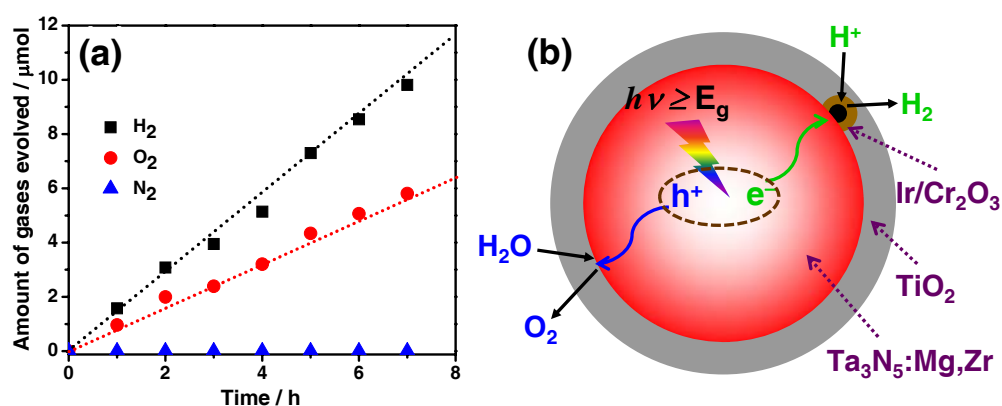 (a)
Amount of gases evolved / μmol
12
10
8
6
4
2
0
H₂
O₂
N₂
0 2 4 6 8
Time / h
(b)
H⁺
H₂
hν ≥ E_g
h⁺ e⁻
Ir/Cr₂O₃
H₂O
TiO₂
O₂
Ta₃N₅:Mg,Zr